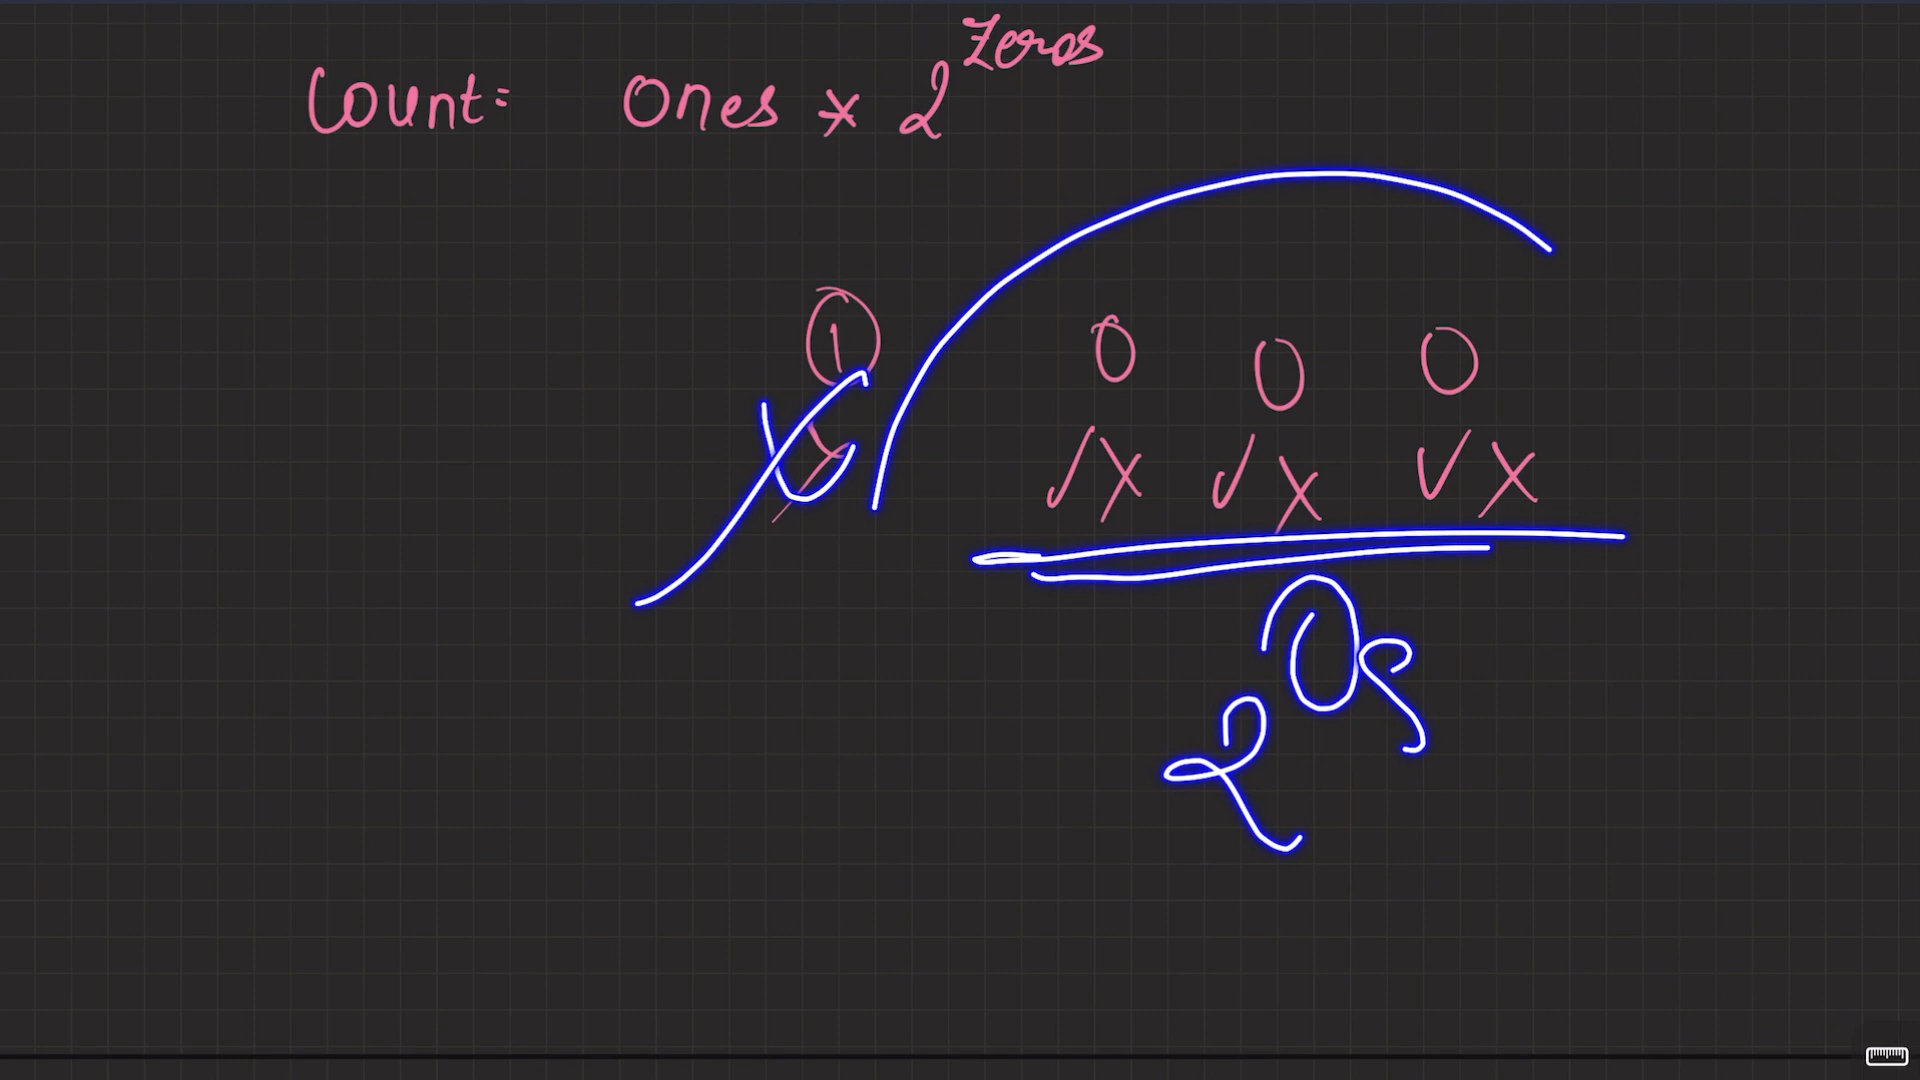 Count: Ones * 2^Zeros
1 0 0 0
✓ ✓ X ✓ X ✓ X
2^0s